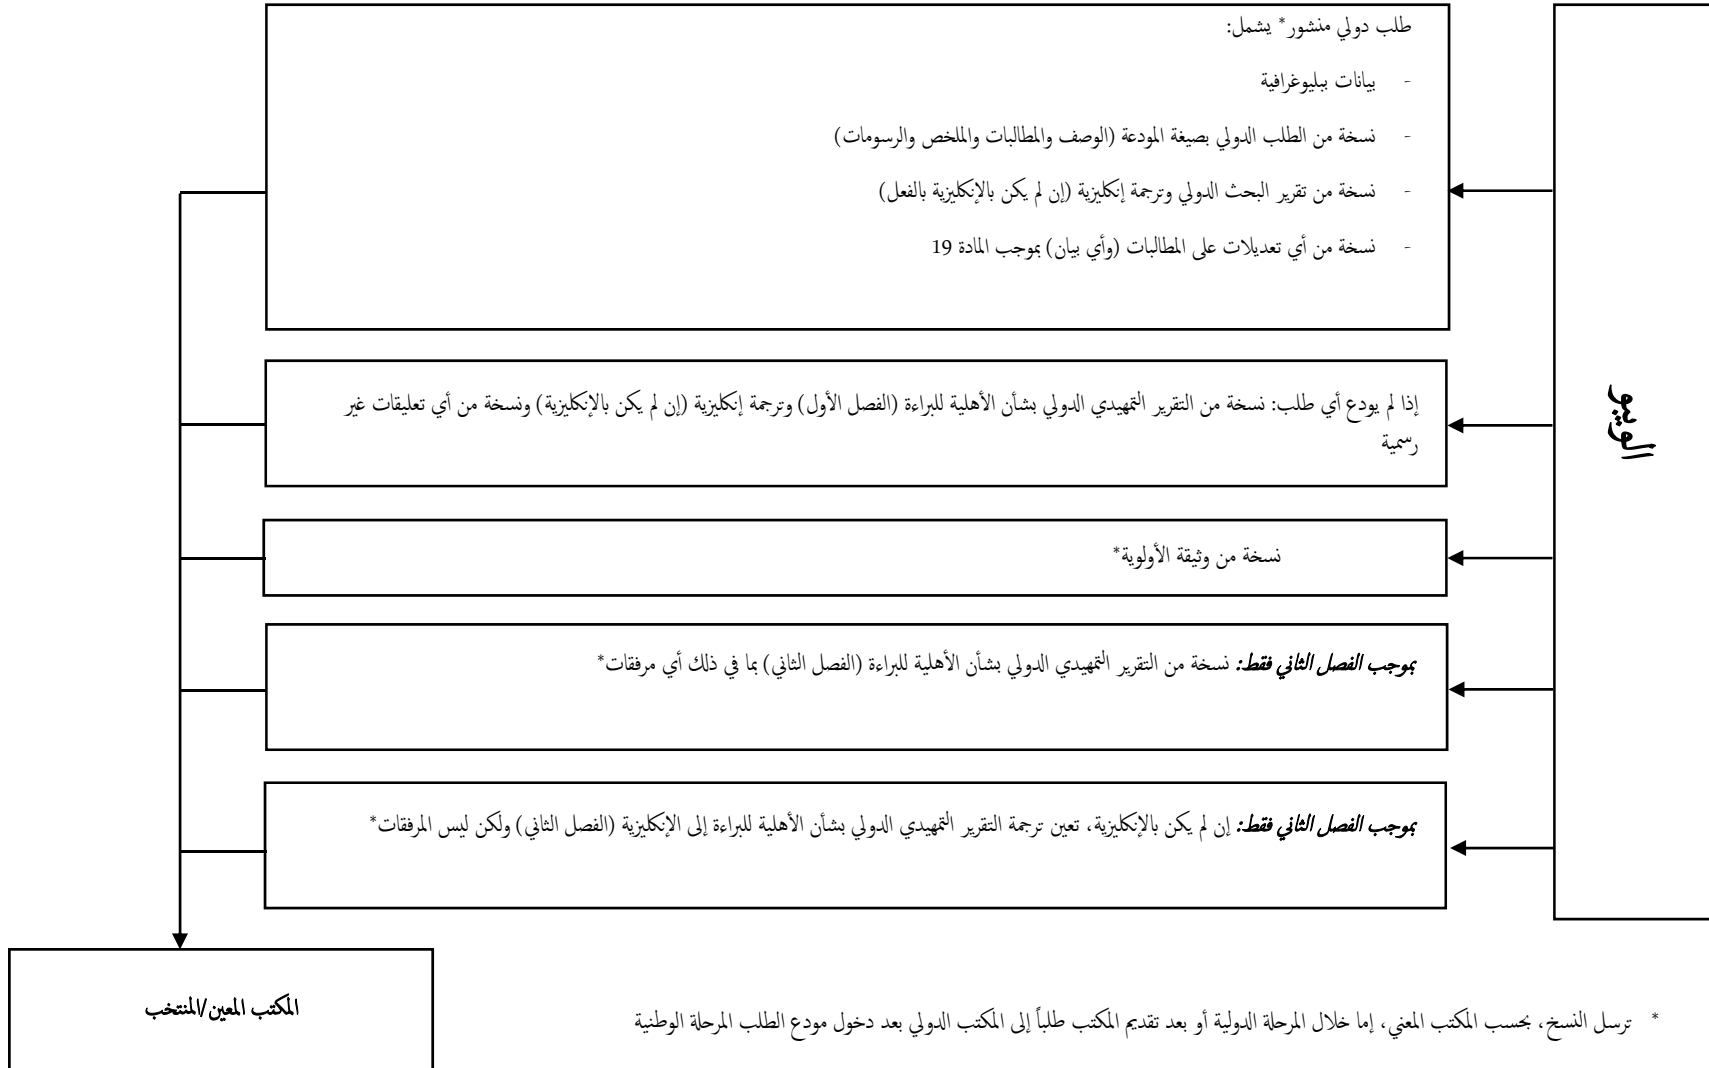 طلب دولي منشور* يشمل:
- بيانات ببليوغرافية
- نسخة من الطلب الدولي بصيغة المودعة (الوصف والمطالبات والملخص والرسومات)
- نسخة من تقرير البحث الدولي وترجمة إنكليزية (إن لم يكن بالإنكليزية بالفعل)
- نسخة من أي تعديلات على المطالبات (وأي بيان) بموجب المادة 19
الويبو
إذا لم يودع أي طلب: نسخة من التقرير التمهيدي الدولي بشأن الأهلية للبراءة (الفصل الأول) وترجمة إنكليزية (إن لم يكن بالإنكليزية) ونسخة من أي تعليقات غير
رسمية
نسخة من وثيقة الأولوية*
بموجب الفصل الثاني فقط: نسخة من التقرير التمهيدي الدولي بشأن الأهلية للبراءة (الفصل الثاني) بما في ذلك أي مرفقات*
بموجب الفصل الثاني فقط: إن لم يكن بالإنكليزية، تعين ترجمة التقرير التمهيدي الدولي بشأن الأهلية للبراءة إلى الإنكليزية (الفصل الثاني) ولكن ليس المرفقات*
المكتب المعين/المنتخب
* ترسل النسخ، بحسب المكتب المعني، إما خلال المرحلة الدولية أو بعد تقديم المكتب طلباً إلى المكتب الدولي بعد دخول مودع الطلب المرحلة الوطنية